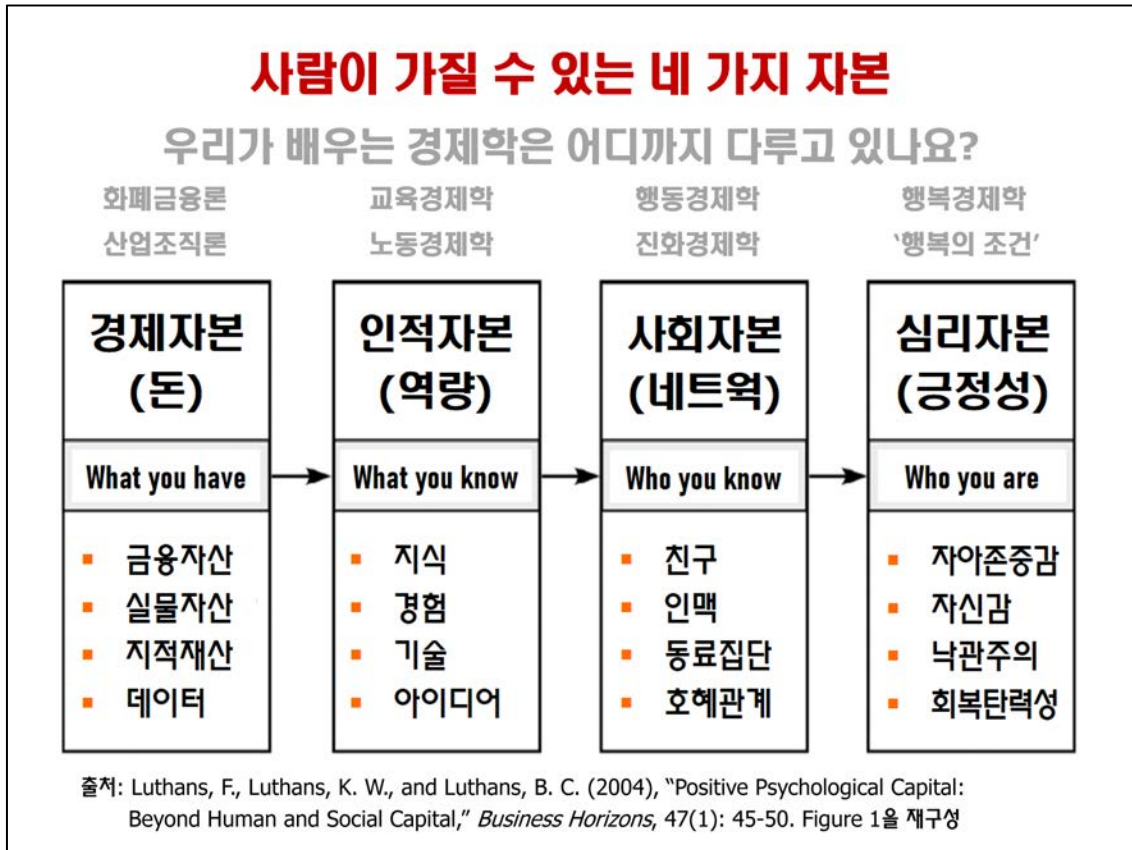 사람이 가질 수 있는 네 가지 자본
우리가 배우는 경제학은 어디까지 다루고 있나요?
화폐금융론
산업조직론
교육경제학
노동경제학
행동경제학
진화경제학
행복경제학
‘행복의 조건’
경제자본
(돈)
What you have
금융자산
실물자산
지적재산
데이터
인적자본
(역량)
What you know
지식
경험
기술
아이디어
사회자본
(네트웍)
Who you know
친구
인맥
동료집단
호혜관계
심리자본
(긍정성)
Who you are
자아존중감
자신감
낙관주의
회복탄력성
출처: Luthans, F., Luthans, K. W., and Luthans, B. C. (2004), “Positive Psychological Capital:
Beyond Human and Social Capital,” Business Horizons, 47(1): 45-50. Figure 1을 재구성